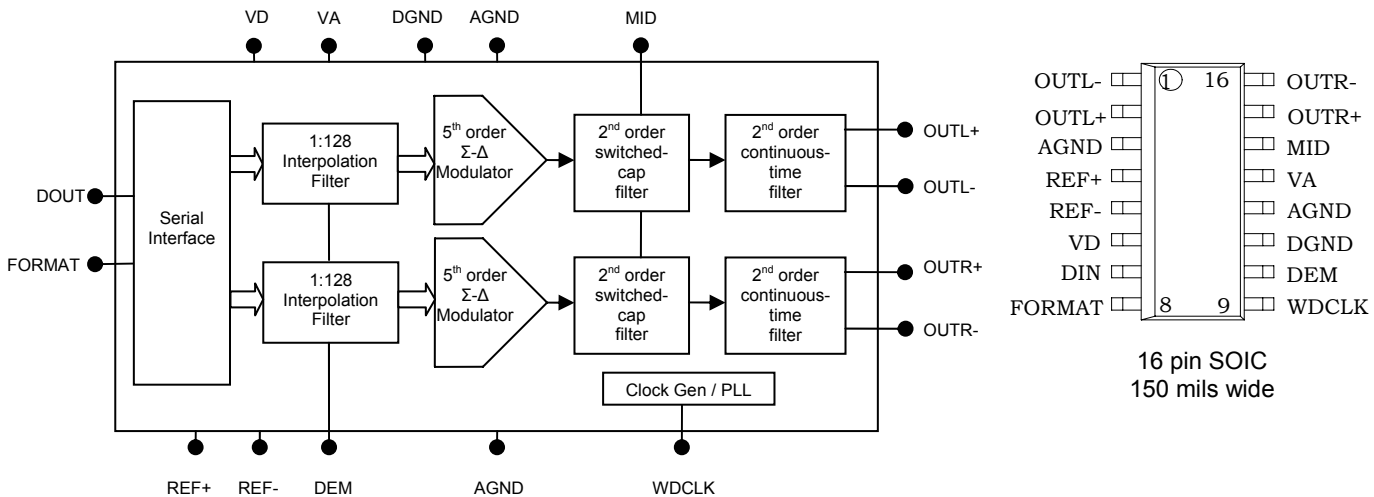 VD VA DGND AGND MID
DOUT
FORMAT
Serial
Interface
1:128
Interpolation
Filter
5th order
Σ-Δ
Modulator
2nd order
switched-
cap
filter
2nd order
continuous-
time
filter
OUTL+
OUTL-
1:128
Interpolation
Filter
5th order
Σ-Δ
Modulator
2nd order
switched-
cap
filter
2nd order
continuous-
time
filter
OUTR+
OUTR-
Clock Gen / PLL
REF+ REF- DEM AGND WDCLK
OUTL- 1 16 OUTR-
OUTL+ OUTR+
AGND MID
REF+ VA
REF- AGND
VD DGND
DIN DEM
FORMAT 8 9 WDCLK
16 pin SOIC
150 mils wide